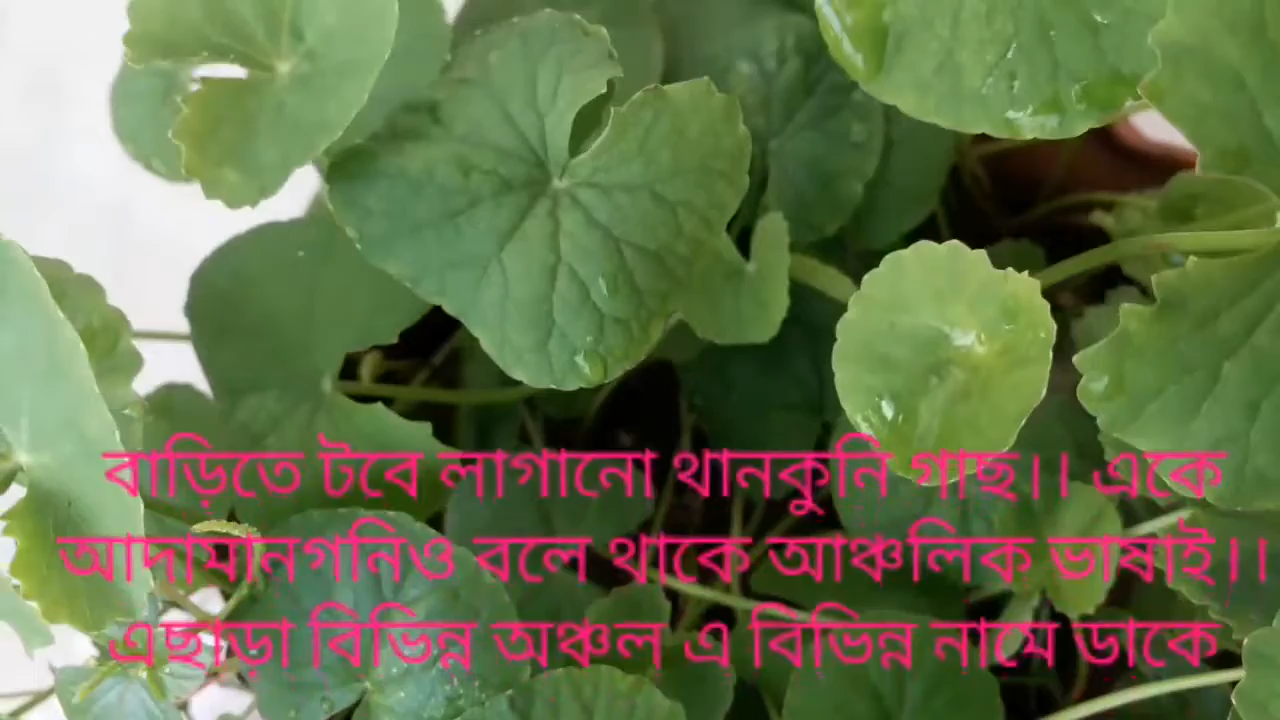 বাড়িতে টবে লাগানো থানকুনি গাছ।। একে
আদামানগনিও বলে থাকে আঞ্চলিক ভাষাই।।
এছাড়া বিভিন্ন অঞ্চল এ বিভিন্ন নামে ডাকে